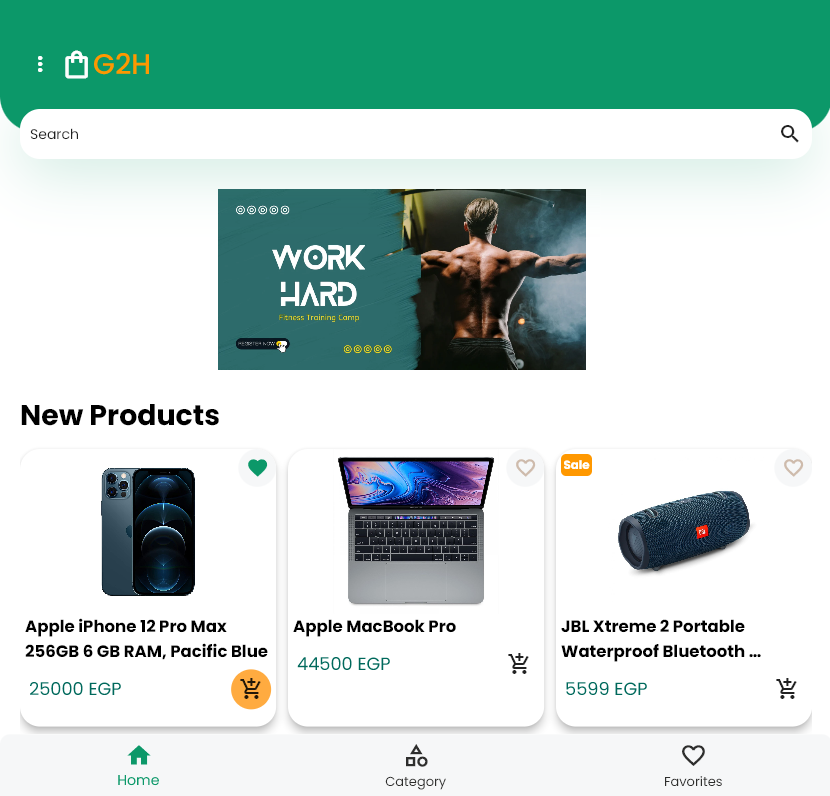 G2H
Search
WORK
HARD
Fitness Training Camp
REGISTER NOW
New Products
Sale
Apple iPhone 12 Pro Max
256GB 6 GB RAM, Pacific Blue
25000 EGP
Apple MacBook Pro
44500 EGP
JBL Xtreme 2 Portable
Waterproof Bluetooth ...
5599 EGP
Home
Category
Favorites